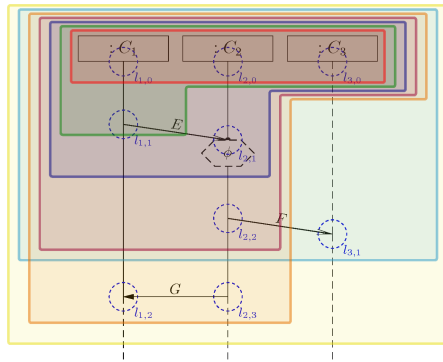 : C₁ : C₂ : C₃
l₁,₀ l₂,₀ l₃,₀
E
l₁,₁ l₂,₁
Φ
F
l₂,₂ l₃,₁
G
l₁,₂ l₂,₃